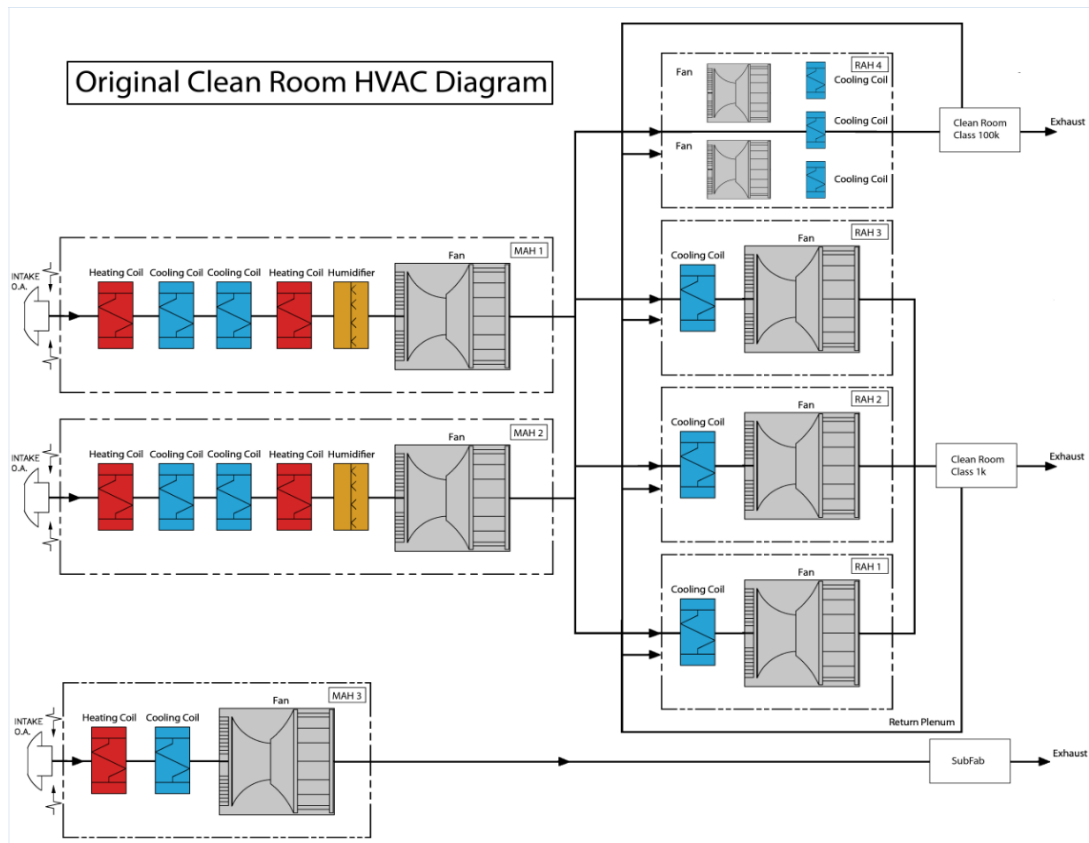 Original Clean Room HVAC Diagram
RAH 4
Fan
Cooling Coil
Cooling Coil
Fan
Cooling Coil
Clean Room
Class 100k
Exhaust
MAH 1
INTAKE
O.A.
Heating Coil
Cooling Coil
Cooling Coil
Heating Coil
Humidifier
Fan
RAH 3
Fan
Cooling Coil
MAH 2
INTAKE
O.A.
Heating Coil
Cooling Coil
Cooling Coil
Heating Coil
Humidifier
Fan
RAH 2
Fan
Cooling Coil
Clean Room
Class 1k
Exhaust
RAH 1
Fan
Cooling Coil
Return Plenum
MAH 3
INTAKE
O.A.
Heating Coil
Cooling Coil
Fan
SubFab
Exhaust